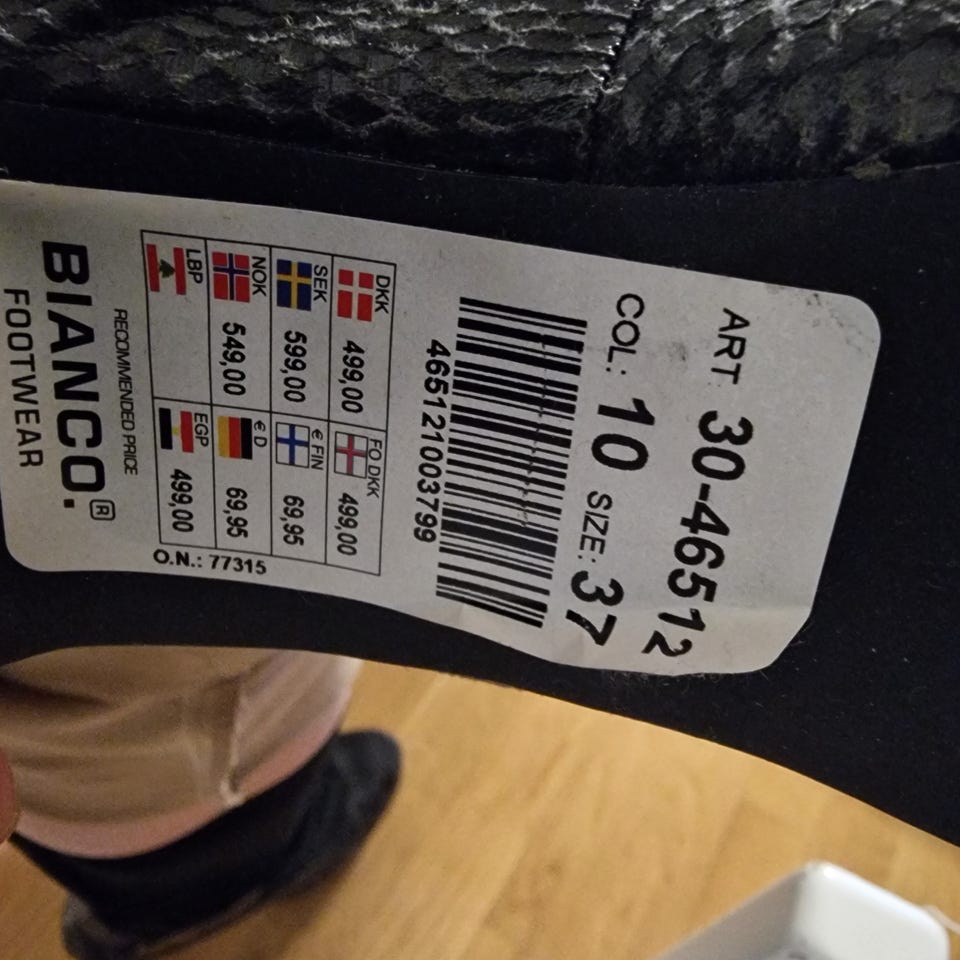 ART 30-46512
COL: 10 SIZE: 37
465121003799
DKK 499,00 FO DKK 499,00
SEK 599,00 € FIN 69,95
NOK 549,00 € D 69,95
LBP EGP 499,00
O.N.: 77315
RECOMMENDED PRICE
BIANCO.®
FOOTWEAR